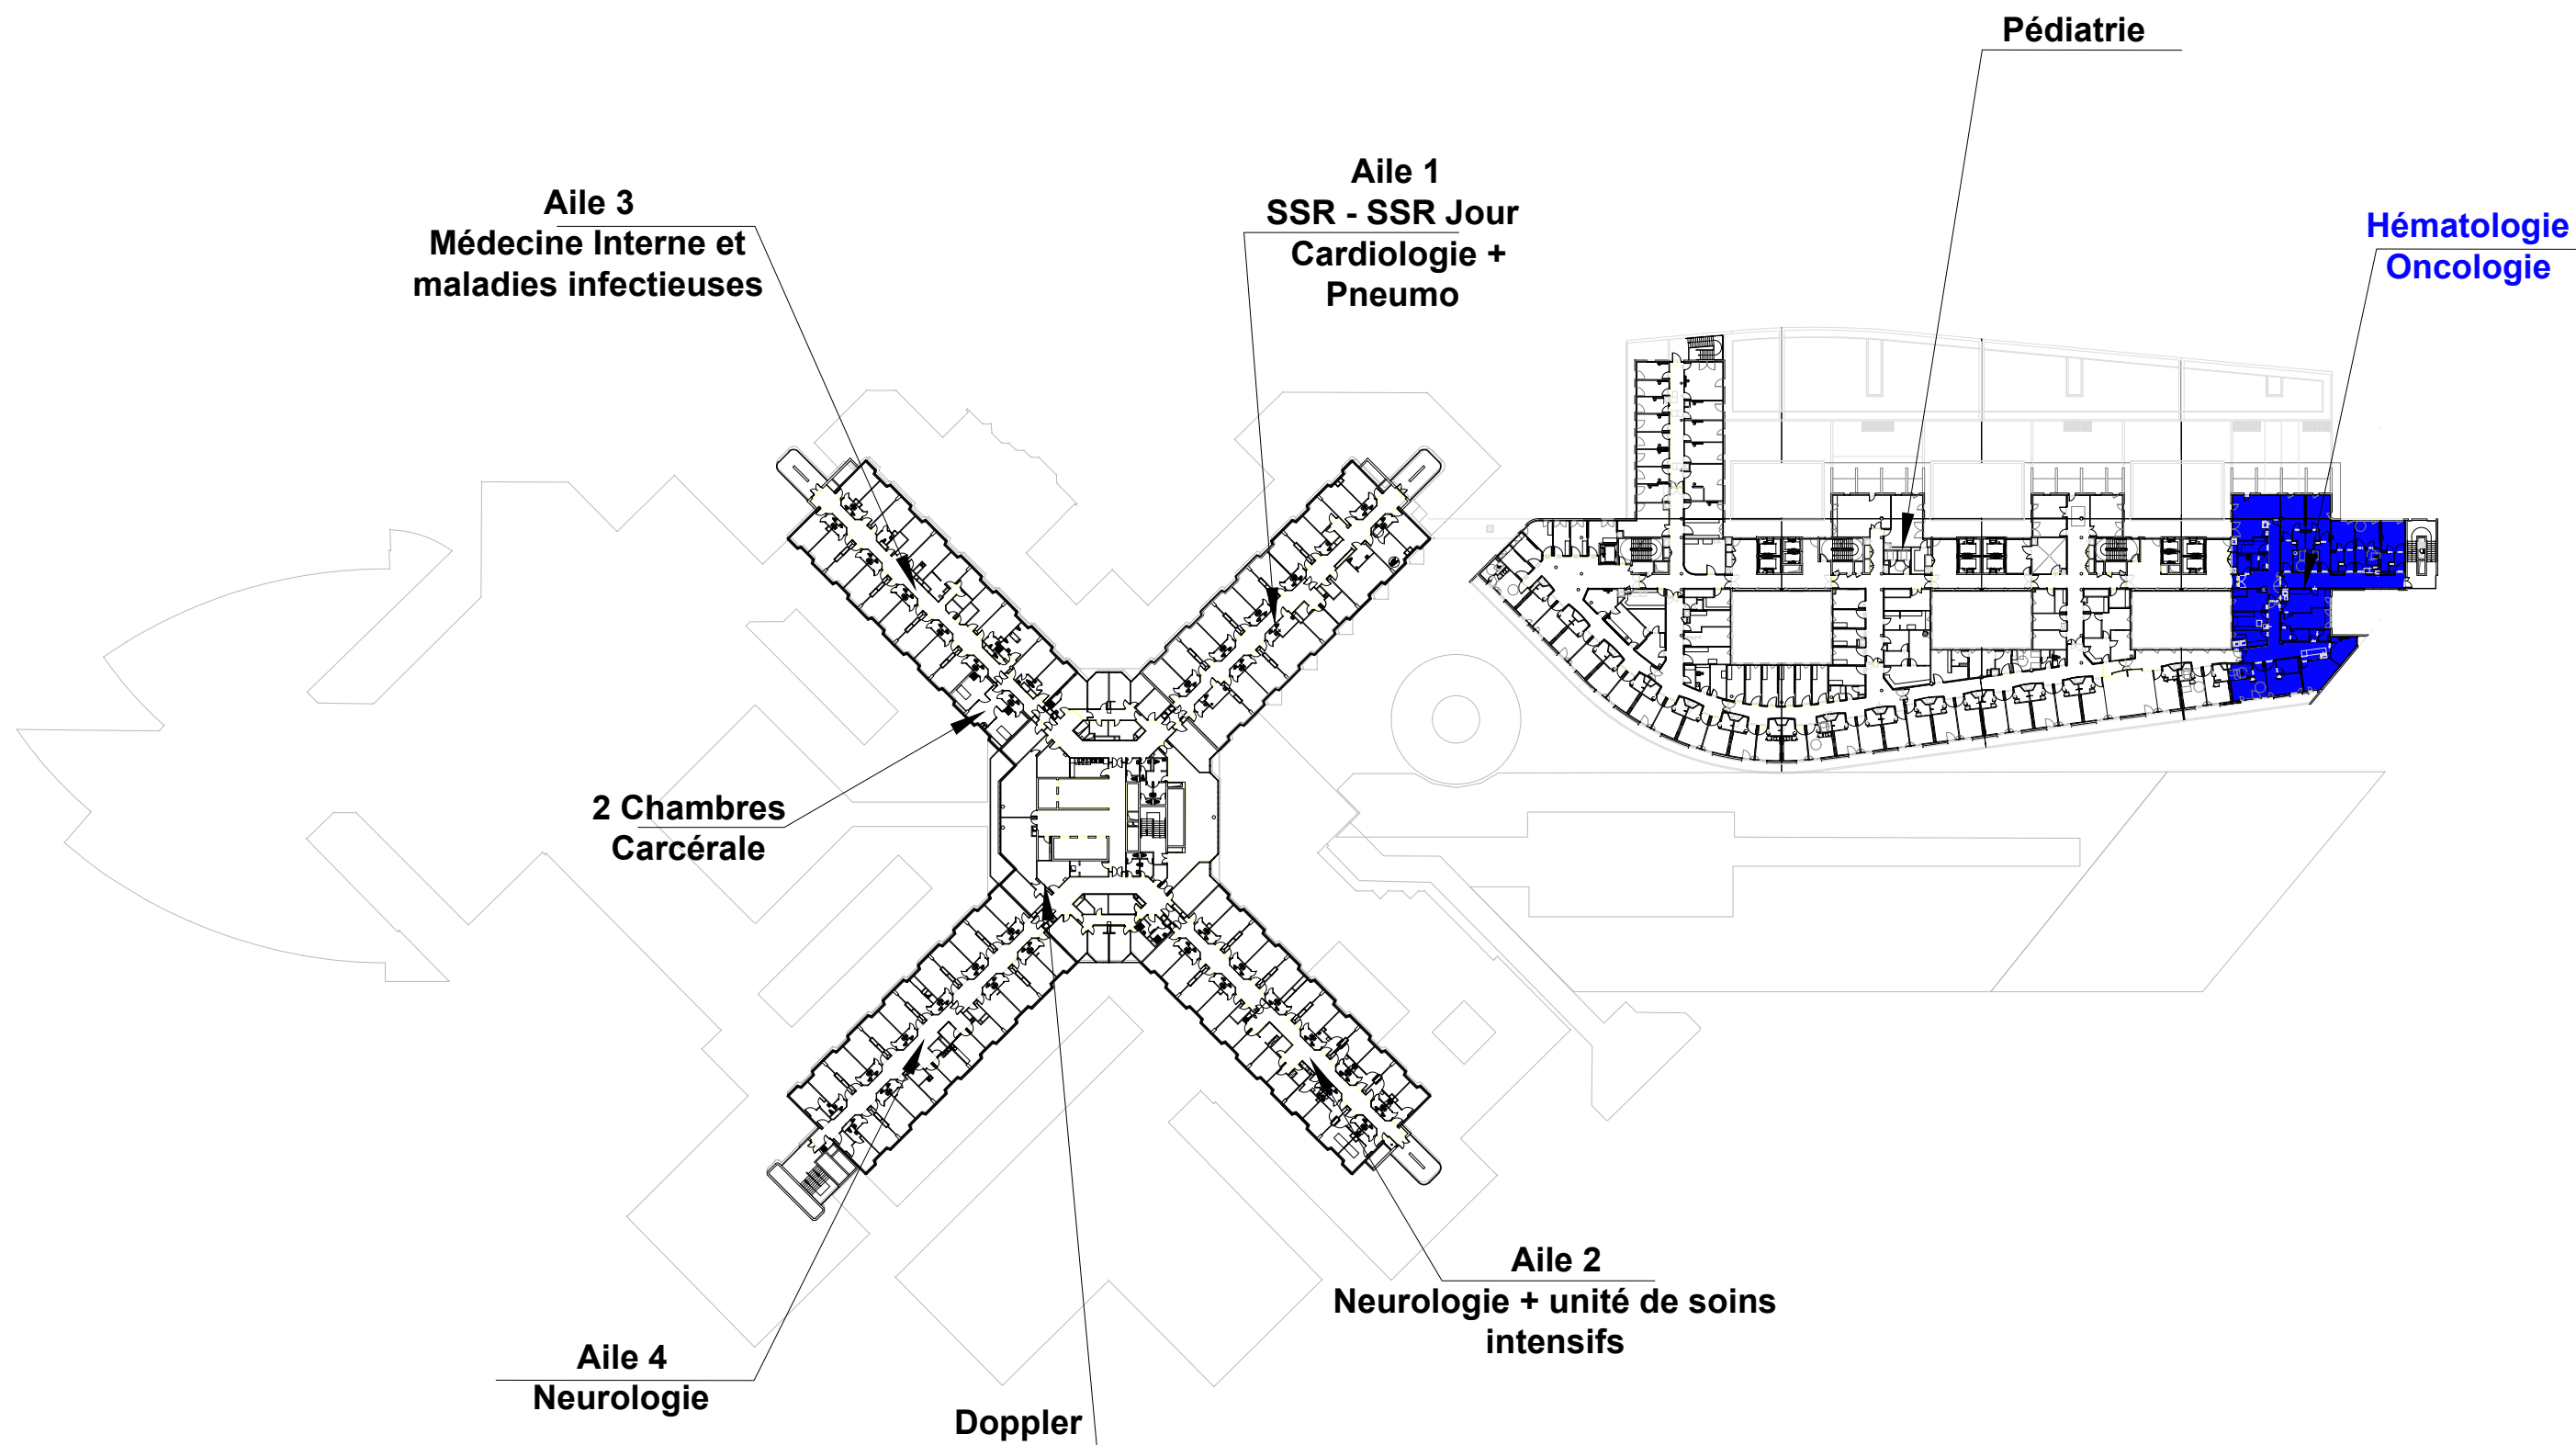 Pédiatrie
Aile 1
SSR - SSR Jour
Cardiologie +
Pneumo
Aile 3
Médecine Interne et
maladies infectieuses
Hématologie
Oncologie
2 Chambres
Carcérale
Aile 2
Neurologie + unité de soins
intensifs
Aile 4
Neurologie
Doppler